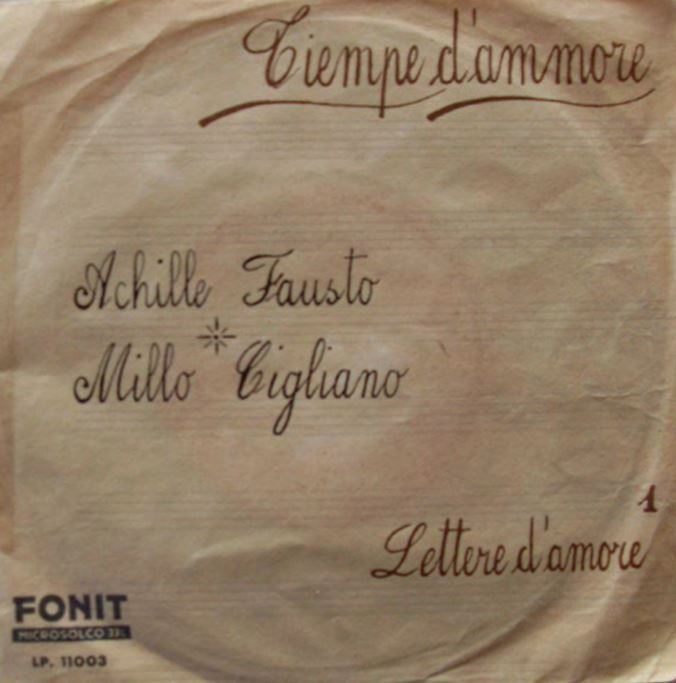 Tiempe d'ammore
Achille Fausto
Millo Cigliano
1
Lettere d'amore
FONIT
MICROSOLCO 33⅓
LP. 11003